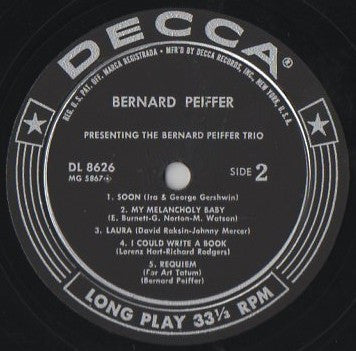 DECCA®
REG. U.S. PAT. OFF. MARCA REGISTRADA • MF'R'D BY DECCA RECORDS, INC., NEW YORK, U.S.A.
BERNARD PEIFFER
PRESENTING THE BERNARD PEIFFER TRIO
DL 8626
MG 5867
SIDE 2
1. SOON (Ira & George Gershwin)
2. MY MELANCHOLY BABY
(E. Burnett-G. Norton-M. Watson)
3. LAURA (David Raksin-Johnny Mercer)
4. I COULD WRITE A BOOK
(Lorenz Hart-Richard Rodgers)
5. REQUIEM
(For Art Tatum)
(Bernard Peiffer)
LONG PLAY 33⅓ RPM